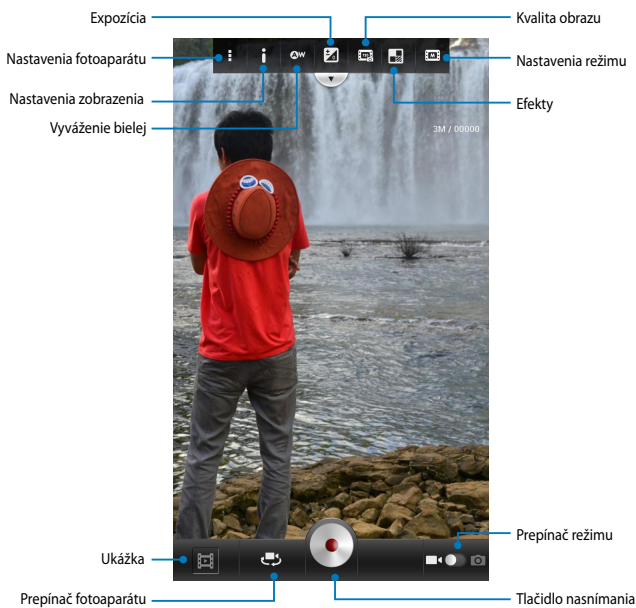 Expozícia
Kvalita obrazu
Nastavenia fotoaparátu
Nastavenia režimu
Nastavenia zobrazenia
Efekty
Vyváženie bielej
3M / 00000
Prepínač režimu
Ukážka
Prepínač fotoaparátu
Tlačidlo nasnímania